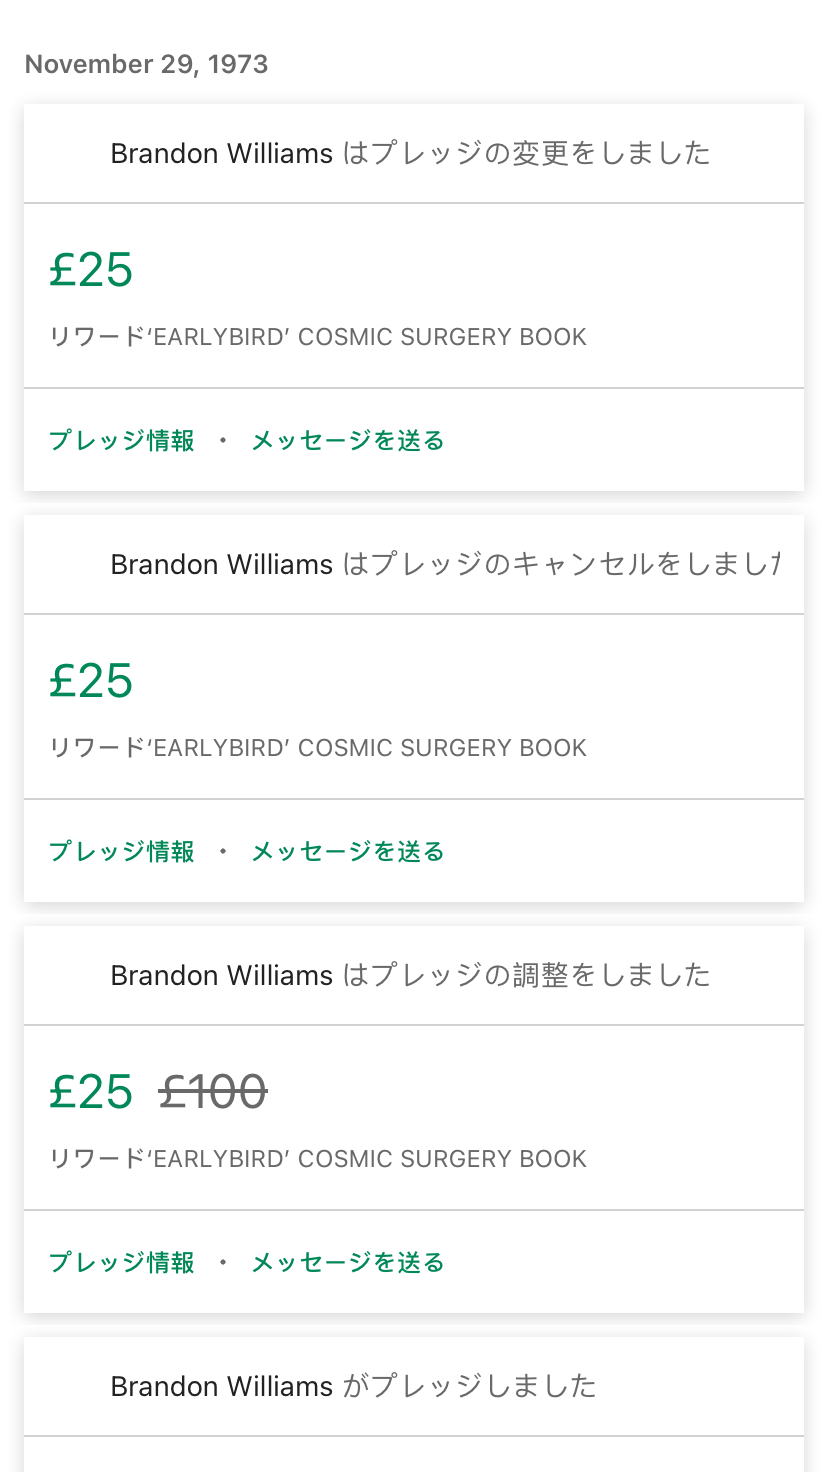 November 29, 1973
Brandon Williams はプレッジの変更をしました
£25
リワード‘EARLYBIRD’ COSMIC SURGERY BOOK
プレッジ情報 ・ メッセージを送る
Brandon Williams はプレッジのキャンセルをしました
£25
リワード‘EARLYBIRD’ COSMIC SURGERY BOOK
プレッジ情報 ・ メッセージを送る
Brandon Williams はプレッジの調整をしました
£25 £100
リワード‘EARLYBIRD’ COSMIC SURGERY BOOK
プレッジ情報 ・ メッセージを送る
Brandon Williams がプレッジしました